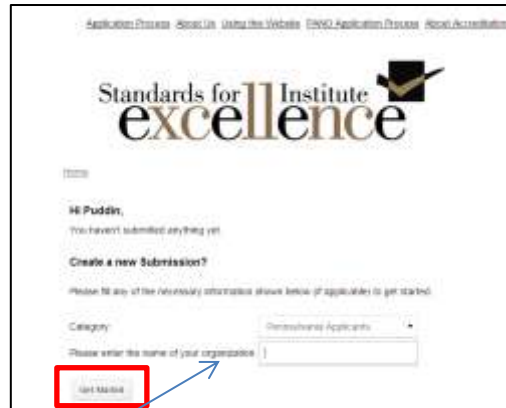 Application Process About Us Using this Website PANO Application Process About Accreditation
Standards for Institute
excellence
Home
Hi Puddin,
You haven't submitted anything yet
Create a new Submission?
Please fill any of the necessary information shown below (if applicable) to get started.
Category Pennsylvania Applicants
Please enter the name of your organization
Get Started